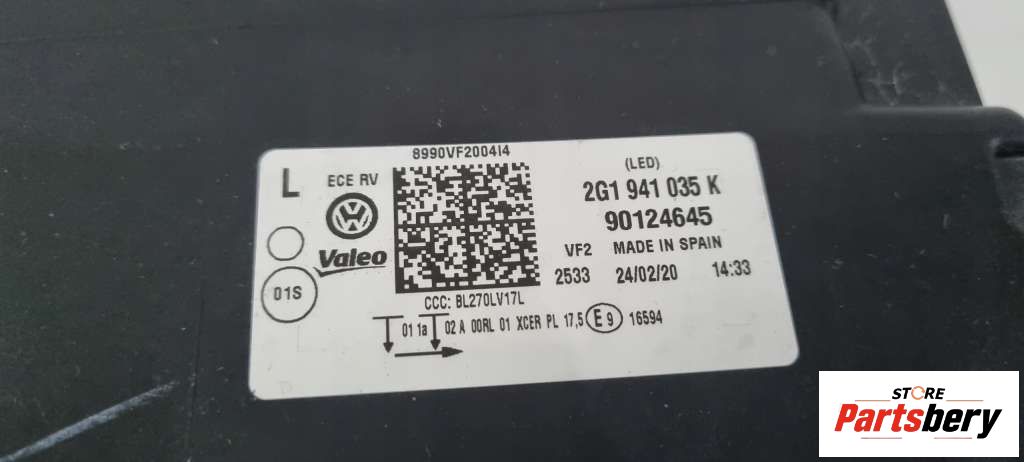 8990VF2004I4
L ECE RV
(LED)
2G1 941 035 K
90124645
Valeo
VF2 MADE IN SPAIN
01S
2533 24/02/20 14:33
CCC: BL270LV17L
01 1a 02 A 00RL 01 XCER PL 17,5 E 9 16594
STORE
Partsbery